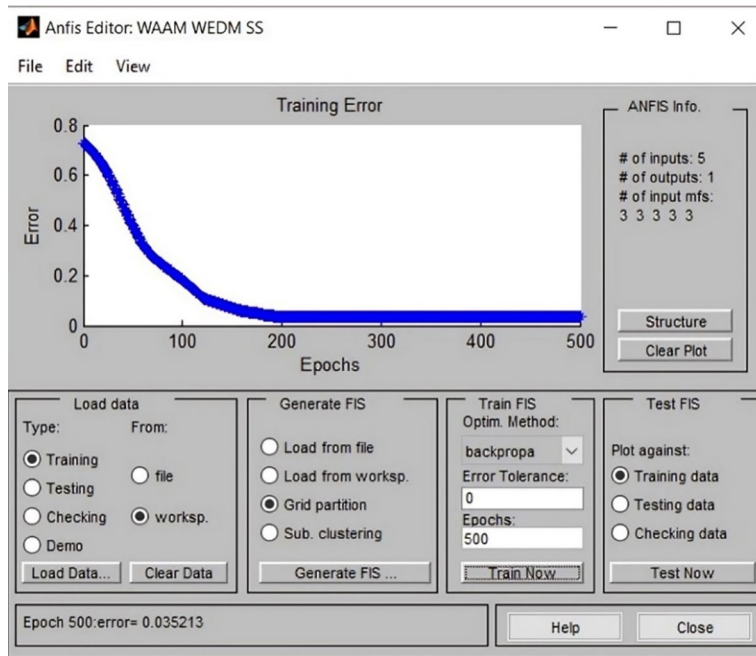 Anfis Editor: WAAM WEDM SS
File Edit View
Training Error
0.8
0.6
0.4
0.2
0
Error
0 100 200 300 400 500
Epochs
ANFIS Info.
# of inputs: 5
# of outputs: 1
# of input mfs:
3 3 3 3 3
Structure
Clear Plot
Load data
Type: From:
Training
Testing
Checking
Demo
file
worksp.
Load Data... Clear Data
Generate FIS
Load from file
Load from worksp.
Grid partition
Sub. clustering
Generate FIS ...
Train FIS
Optim. Method:
backpropa
Error Tolerance:
0
Epochs:
500
Train Now
Test FIS
Plot against:
Training data
Testing data
Checking data
Test Now
Epoch 500:error= 0.035213
Help Close